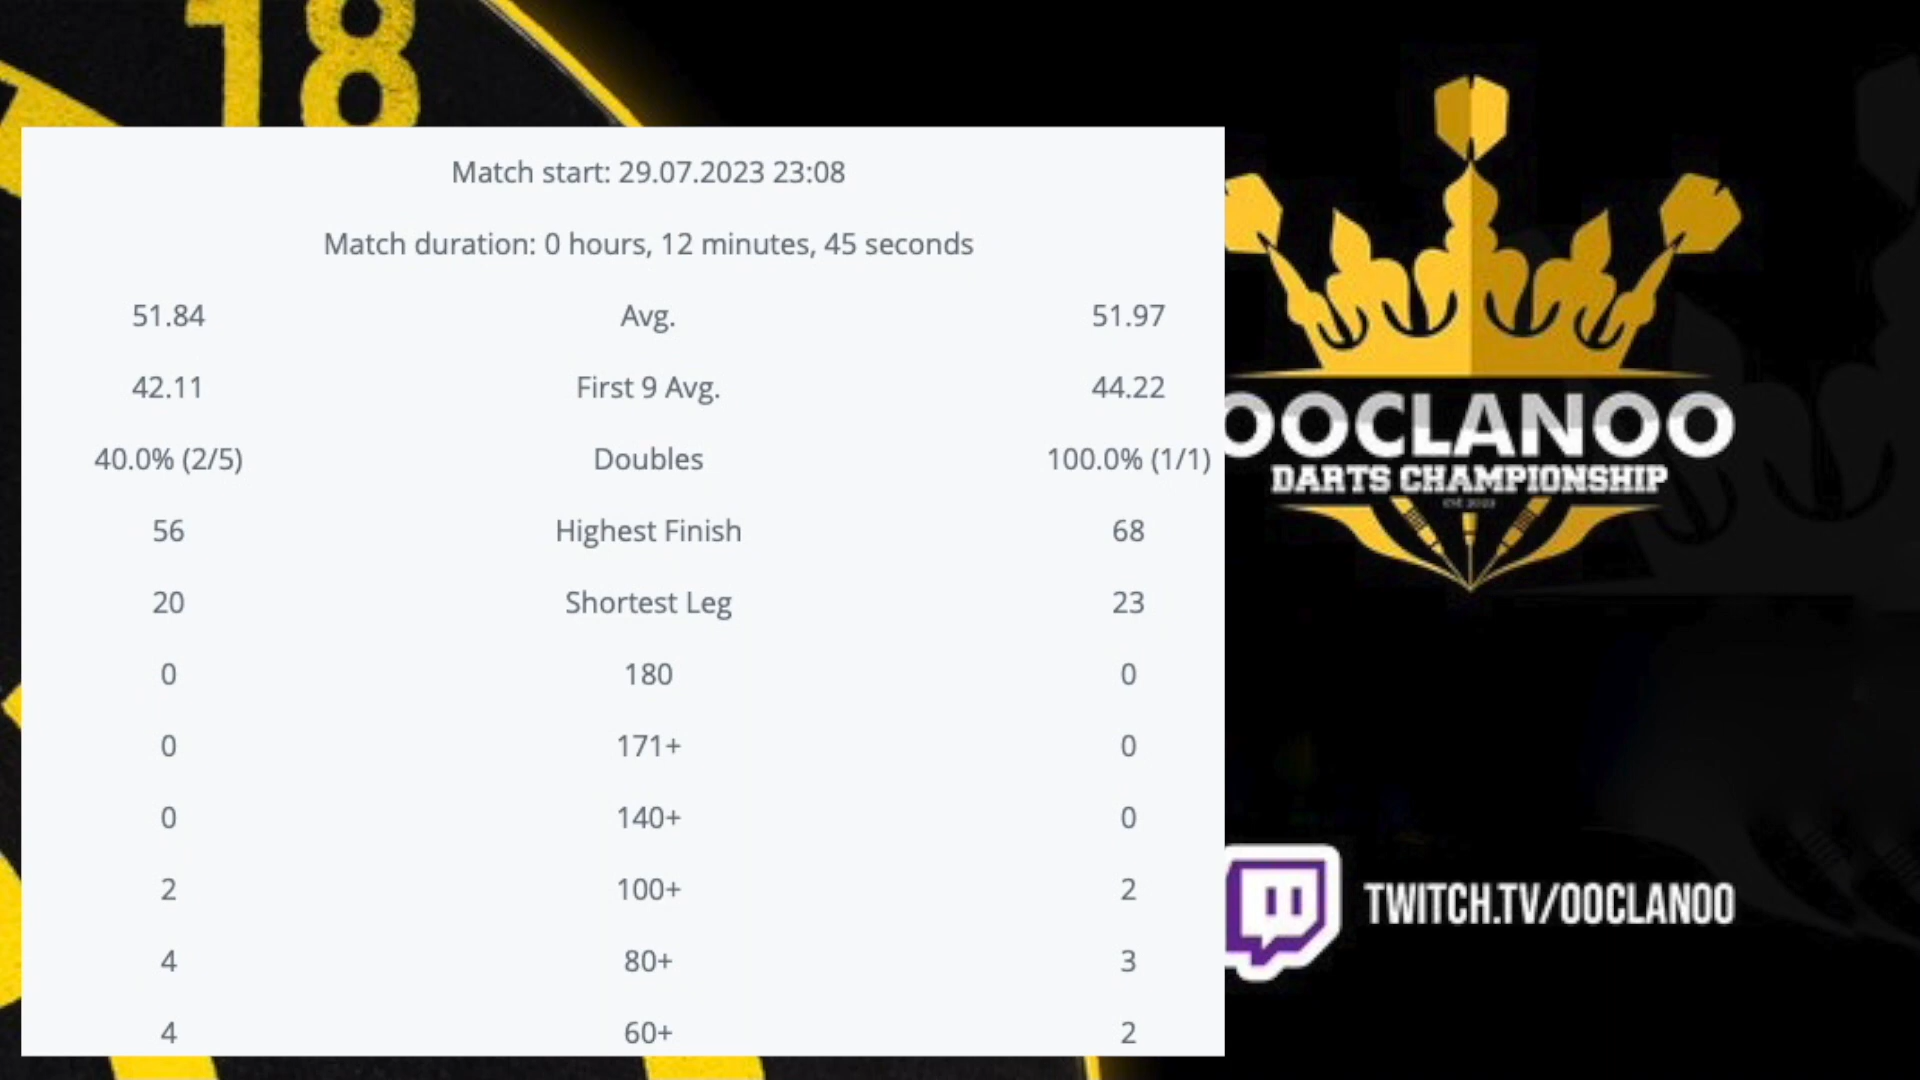 18
Match start: 29.07.2023 23:08
Match duration: 0 hours, 12 minutes, 45 seconds
51.84 Avg. 51.97
42.11 First 9 Avg. 44.22
40.0% (2/5) Doubles 100.0% (1/1)
56 Highest Finish 68
20 Shortest Leg 23
0 180 0
0 171+ 0
0 140+ 0
2 100+ 2
4 80+ 3
4 60+ 2
OOCLANOO
DARTS CHAMPIONSHIP
TWITCH.TV/OOCLANOO